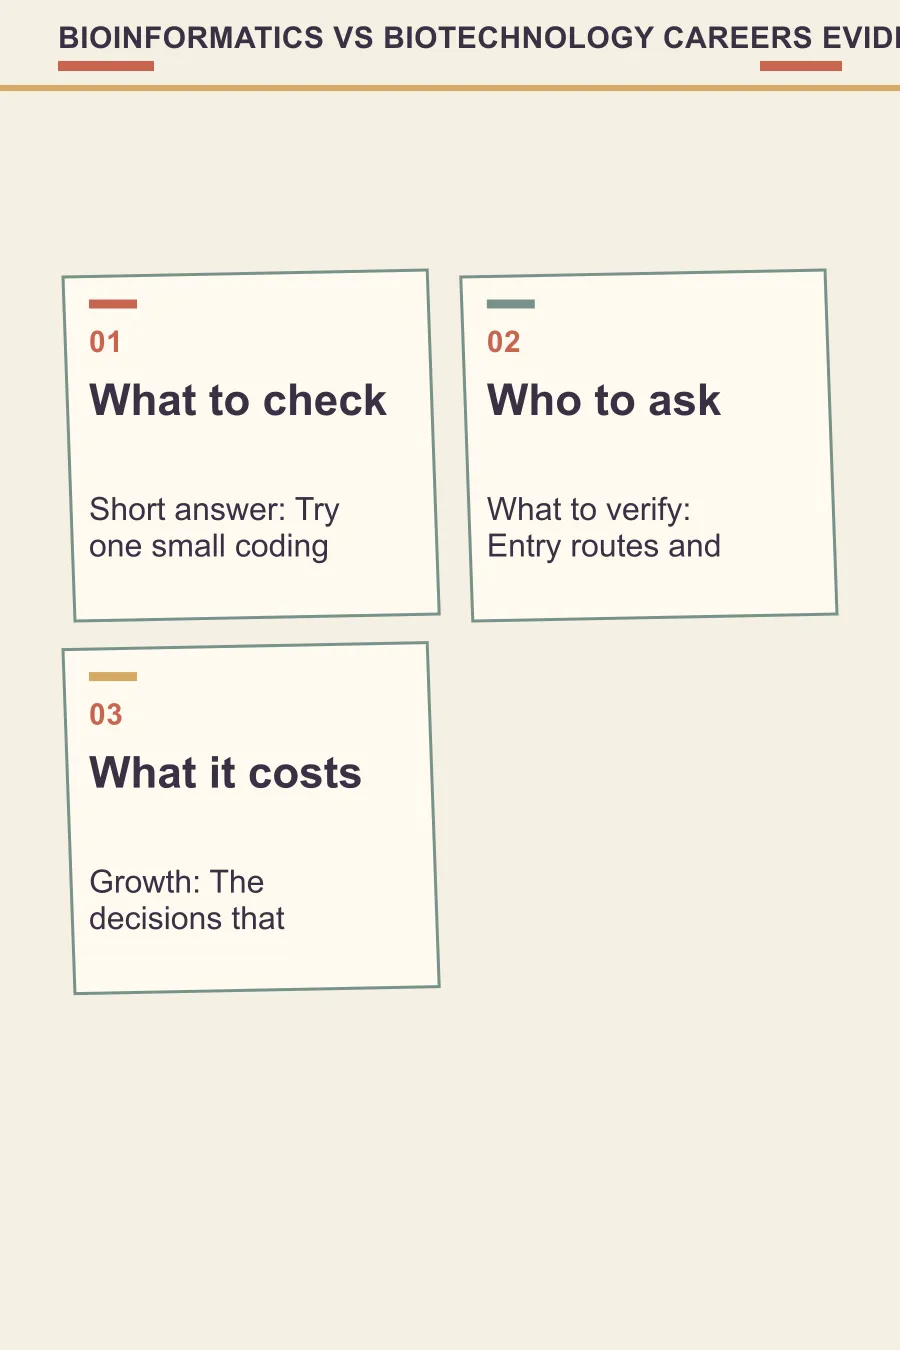 BIOINFORMATICS VS BIOTECHNOLOGY CAREERS EVID
01
What to check
Short answer: Try
one small coding
02
Who to ask
What to verify:
Entry routes and
03
What it costs
Growth: The
decisions that